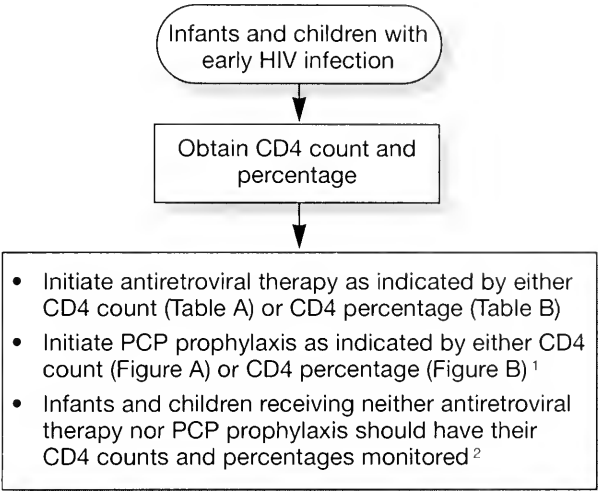 Infants and children with
early HIV infection
Obtain CD4 count and
percentage
• Initiate antiretroviral therapy as indicated by either
CD4 count (Table A) or CD4 percentage (Table B)
• Initiate PCP prophylaxis as indicated by either CD4
count (Figure A) or CD4 percentage (Figure B) 1
• Infants and children receiving neither antiretroviral
therapy nor PCP prophylaxis should have their
CD4 counts and percentages monitored 2